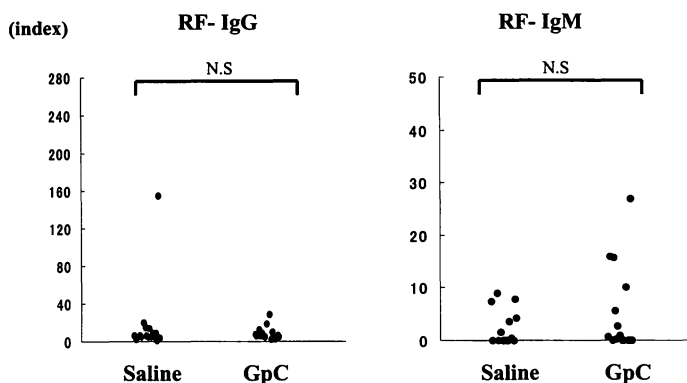 (index)
RF- IgG
N.S
280
240
200
160
120
80
40
0
Saline
GpC
RF- IgM
N.S
50
40
30
20
10
0
Saline
GpC